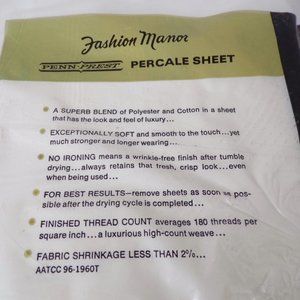 Fashion Manor
PENN-PREST PERCALE SHEET
A SUPERB BLEND of Polyester and Cotton in a sheet
that has the look and feel of luxury...
EXCEPTIONALLY SOFT and smooth to the touch...yet
much stronger and longer wearing...
NO IRONING means a wrinkle-free finish after tumble
drying...always retains that fresh, crisp look...even
when being used...
FOR BEST RESULTS—remove sheets as soon as pos-
sible after the drying cycle is completed...
FINISHED THREAD COUNT averages 180 threads per
square inch...a luxurious high-count weave...
FABRIC SHRINKAGE LESS THAN 2%...
AATCC 96-1960T